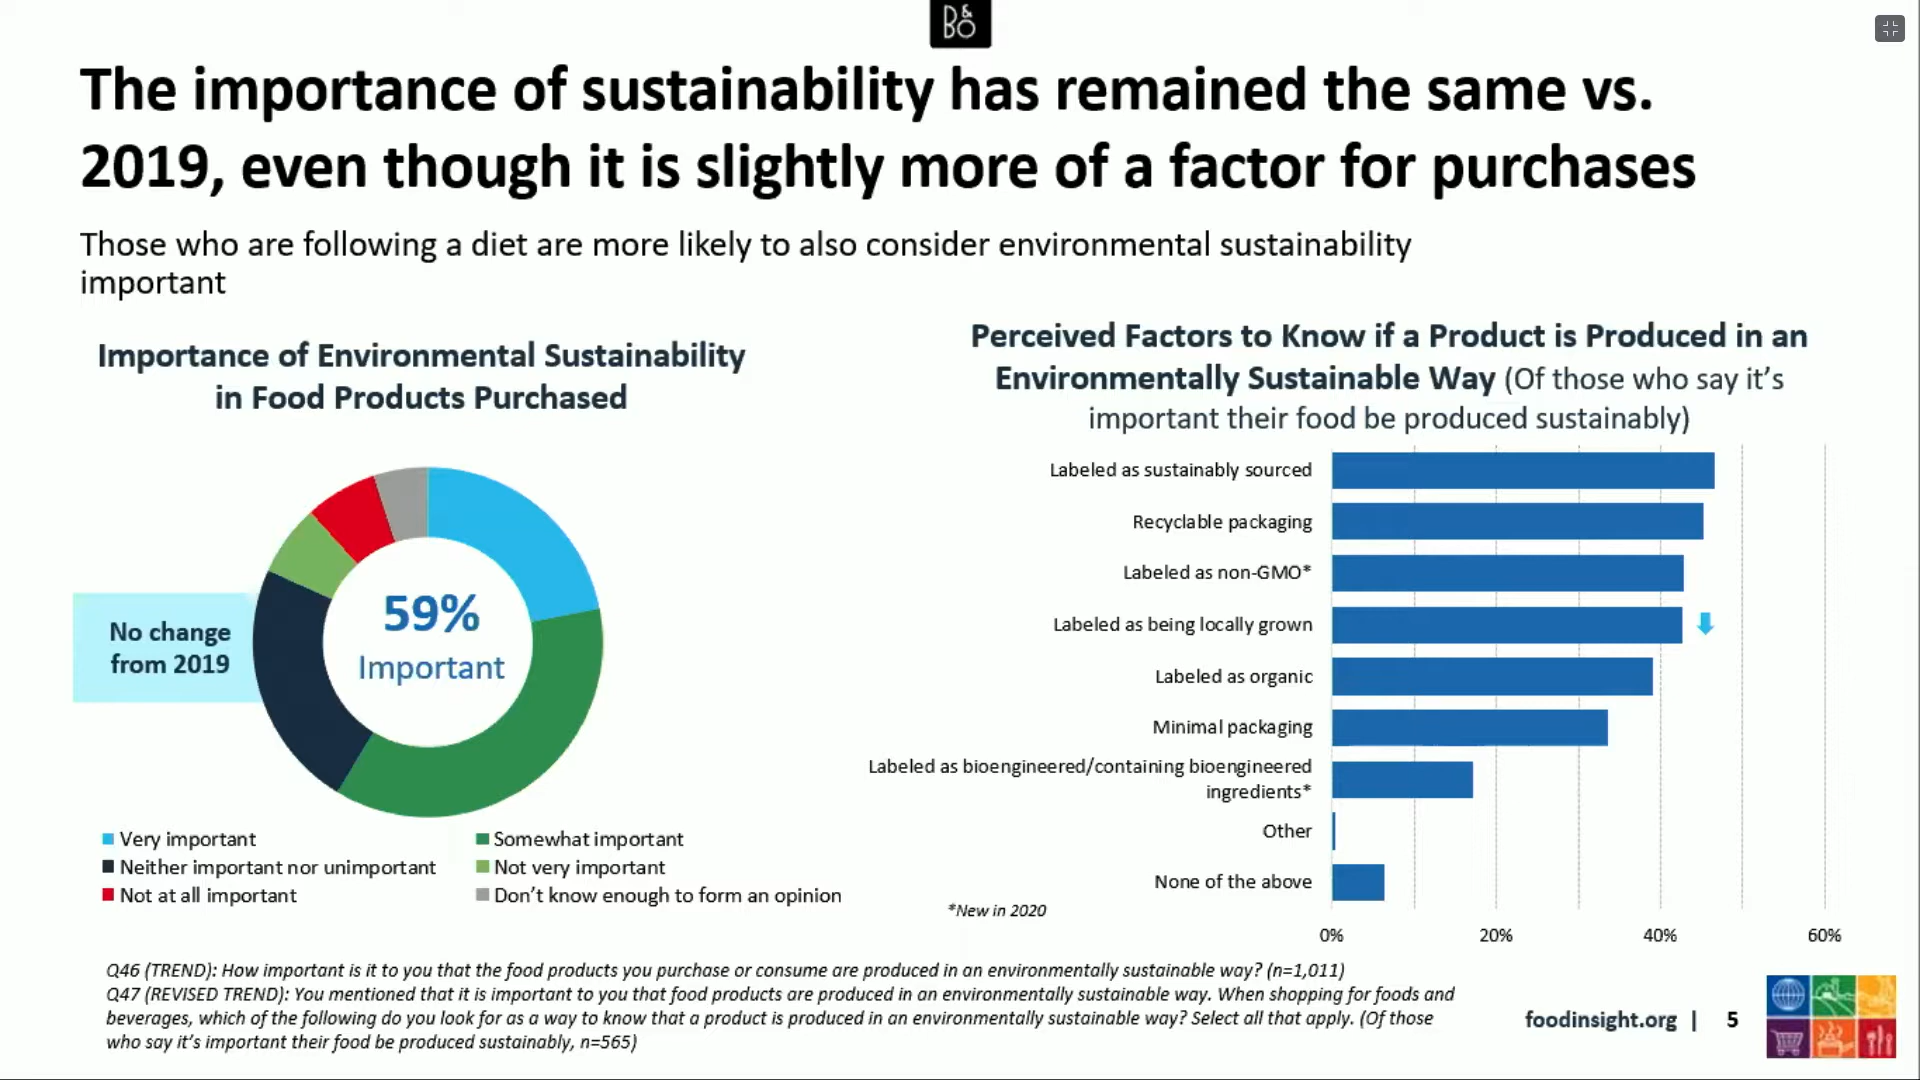 B&O
The importance of sustainability has remained the same vs.
2019, even though it is slightly more of a factor for purchases
Those who are following a diet are more likely to also consider environmental sustainability
important
Importance of Environmental Sustainability
in Food Products Purchased
No change
from 2019
59%
Important
Very important
Somewhat important
Neither important nor unimportant
Not very important
Not at all important
Don't know enough to form an opinion
Perceived Factors to Know if a Product is Produced in an
Environmentally Sustainable Way (Of those who say it's
important their food be produced sustainably)
Labeled as sustainably sourced
Recyclable packaging
Labeled as non-GMO*
Labeled as being locally grown
Labeled as organic
Minimal packaging
Labeled as bioengineered/containing bioengineered
ingredients*
Other
None of the above
0%
20%
40%
60%
*New in 2020
Q46 (TREND): How important is it to you that the food products you purchase or consume are produced in an environmentally sustainable way? (n=1,011)
Q47 (REVISED TREND): You mentioned that it is important to you that food products are produced in an environmentally sustainable way. When shopping for foods and
beverages, which of the following do you look for as a way to know that a product is produced in an environmentally sustainable way? Select all that apply. (Of those
who say it's important their food be produced sustainably, n=565)
foodinsight.org | 5